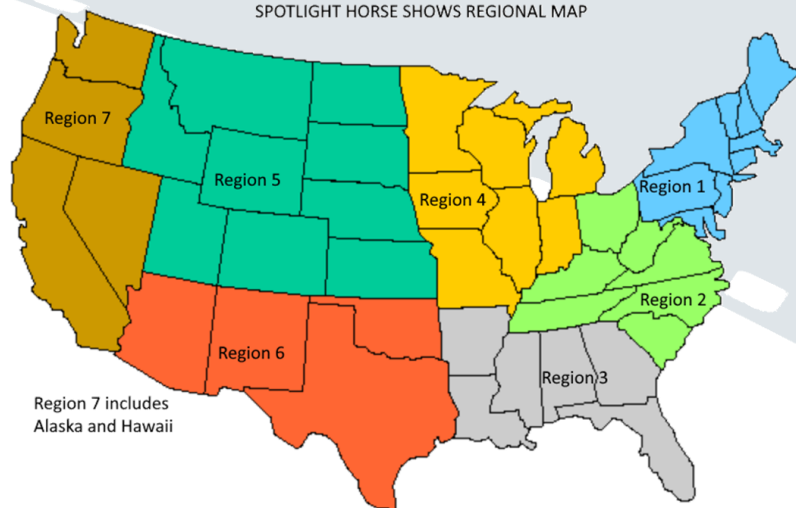 SPOTLIGHT HORSE SHOWS REGIONAL MAP
Region 7
Region 5
Region 4
Region 1
Region 2
Region 6
Region 3
Region 7 includes
Alaska and Hawaii